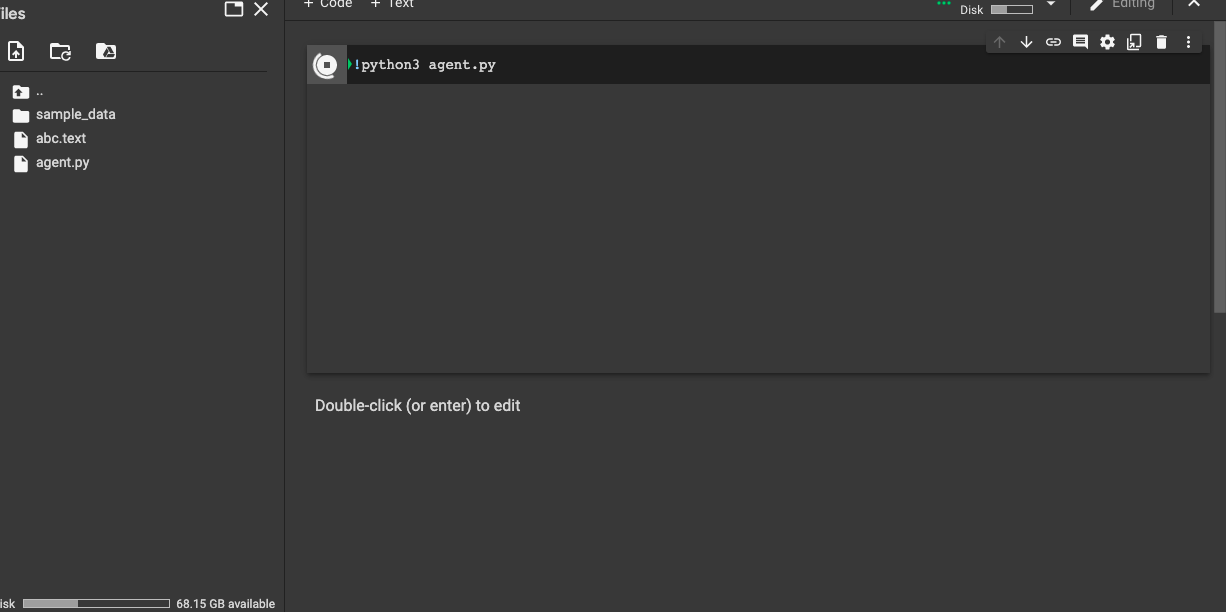 iles
+ Code + Text
Disk
Editing
..
sample_data
abc.text
agent.py
!python3 agent.py
Double-click (or enter) to edit
isk 68.15 GB available